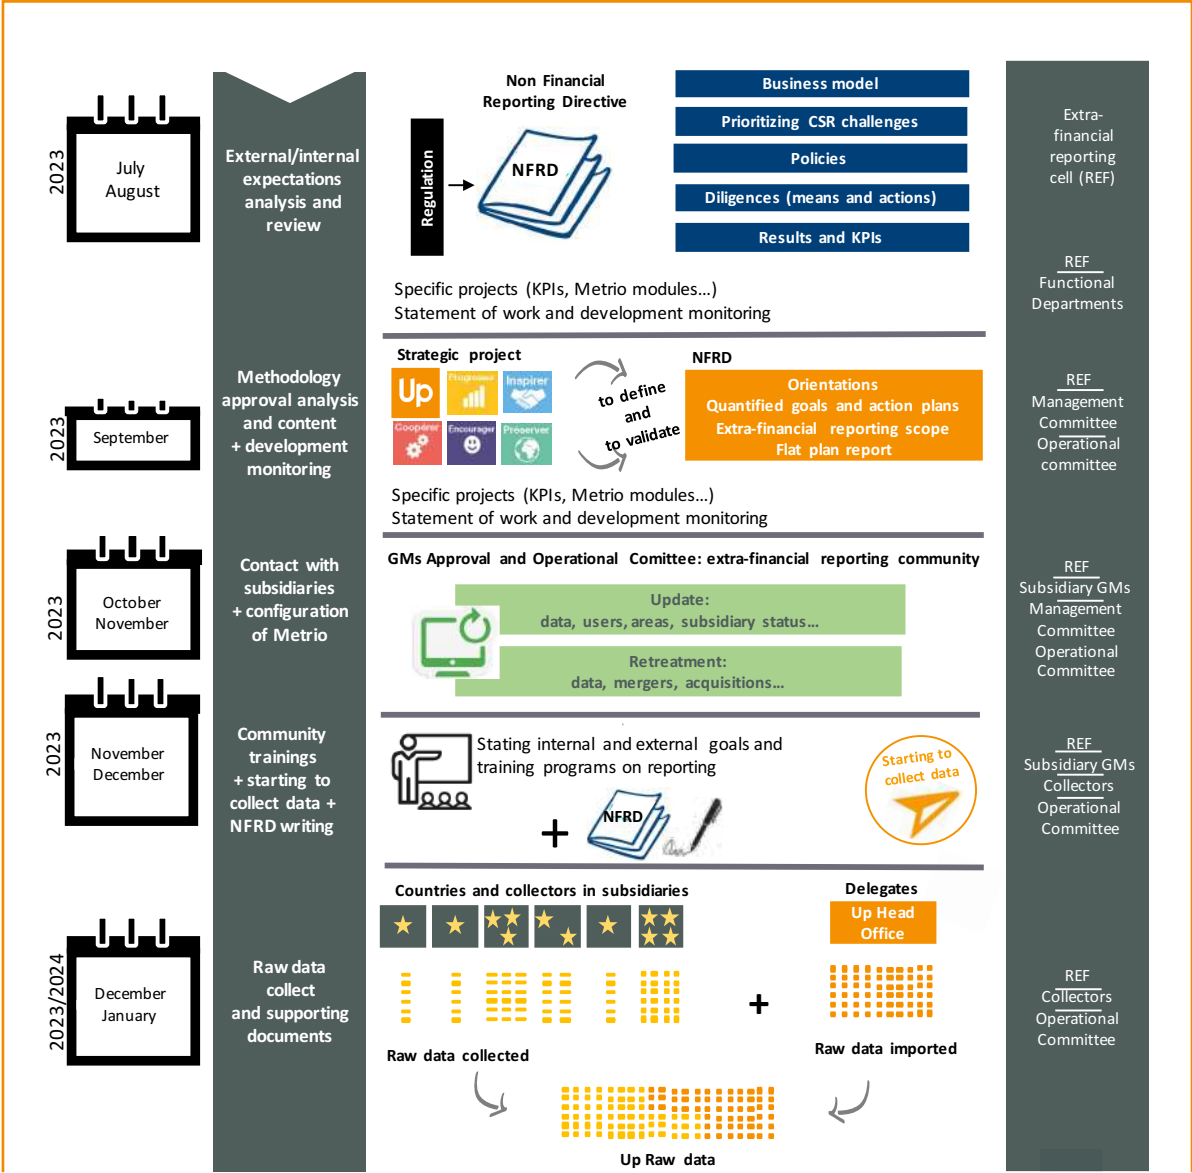 2023
July
August
External/internal
expectations
analysis and
review
Regulation
Non Financial
Reporting Directive
NFRD
Business model
Prioritizing CSR challenges
Policies
Diligences (means and actions)
Results and KPIs
Specific projects (KPIs, Metrio modules...)
Statement of work and development monitoring
Extra-
financial
reporting
cell (REF)
REF
Functional
Departments
2023
September
Methodology
approval analysis
and content
+ development
monitoring
Strategic project
Up
Progresser
Inspirer
Coopérer
Encourager
Préserver
to define
and
to validate
NFRD
Orientations
Quantified goals and action plans
Extra-financial reporting scope
Flat plan report
Specific projects (KPIs, Metrio modules...)
Statement of work and development monitoring
REF
Management
Committee
Operational
committee
2023
October
November
Contact with
subsidiaries
+ configuration
of Metrio
GMs Approval and Operational Comittee: extra-financial reporting community
Update:
data, users, areas, subsidiary status...
Retreatment:
data, mergers, acquisitions...
REF
Subsidiary GMs
Management
Committee
Operational
Committee
2023
November
December
Community
trainings
+ starting to
collect data +
NFRD writing
Stating internal and external goals and
training programs on reporting
+
NFRD
Starting to
collect data
REF
Subsidiary GMs
Collectors
Operational
Committee
2023/2024
December
January
Raw data
collect
and supporting
documents
Countries and collectors in subsidiaries
Delegates
Up Head
Office
+
Raw data collected
Raw data imported
Up Raw data
REF
Collectors
Operational
Committee